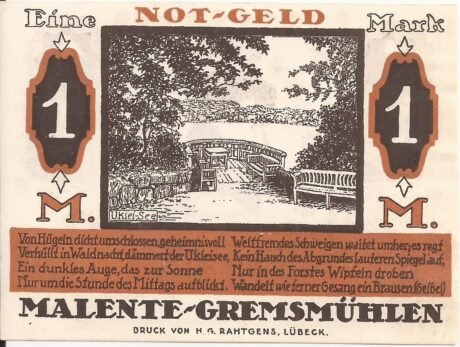 Eine NOT-GELD Mark
1 1
M. M.
Uklei-See
Von Hügeln dicht umschlossen, geheimnisvoll
Verhüllt in Waldnacht, dämmert der Ukleisee,
Ein dunkles Auge, das zur Sonne
Nur um die Stunde des Mittags aufblickt.
Weltfremdes Schweigen waltet umher, es regt
Kein Hauch des Abgrundes lauteren Spiegel auf,
Nur in des Forstes Wipfeln droben
Wandelt wie ferner Gesang ein Brausen. (Geibel)
MALENTE-GREMSMÜHLEN
DRUCK VON H. G. RAHTGENS, LÜBECK.